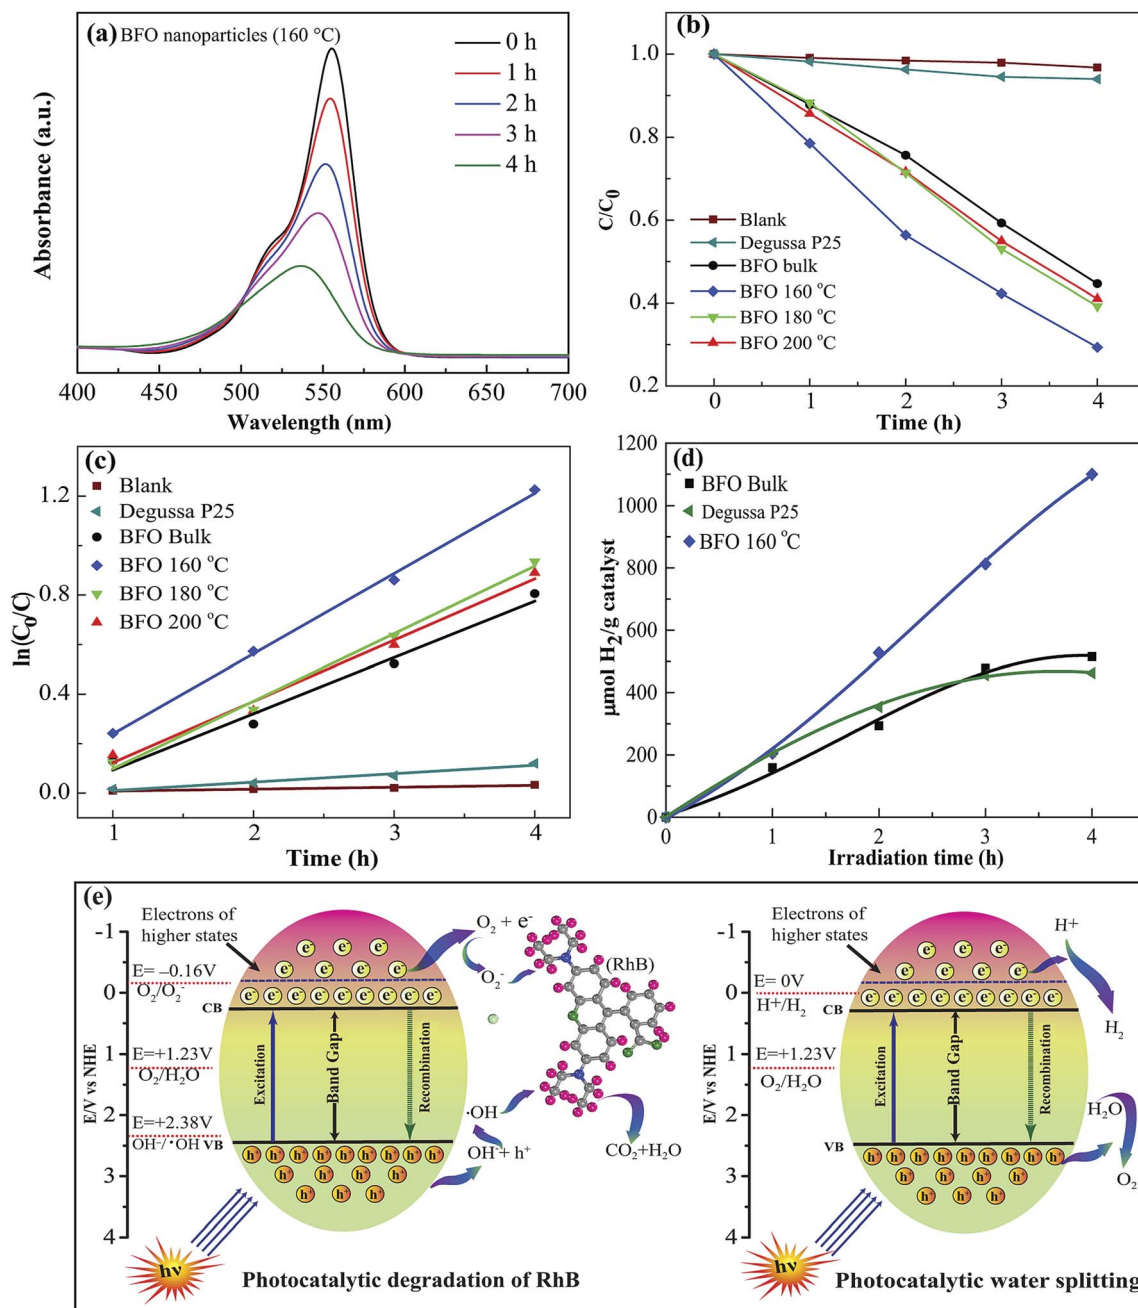 (a) BFO nanoparticles (160 °C)
0 h
1 h
2 h
3 h
4 h
Absorbance (a.u.)
400 450 500 550 600 650 700
Wavelength (nm)
(b)
1.0
0.8
0.6
0.4
0.2
C/C0
Blank
Degussa P25
BFO bulk
BFO 160 °C
BFO 180 °C
BFO 200 °C
0 1 2 3 4
Time (h)
(c)
Blank
Degussa P25
BFO Bulk
BFO 160 °C
BFO 180 °C
BFO 200 °C
1.2
0.8
0.4
0.0
ln(C0/C)
1 2 3 4
Time (h)
(d)
BFO Bulk
Degussa P25
BFO 160 °C
1200
1000
800
600
400
200
0
μmol H2/g catalyst
0 1 2 3 4
Irradiation time (h)
(e)
Electrons of
higher states
-1
0
1
2
3
4
E/V vs NHE
E= –0.16V
O2/O2-
CB
E=+1.23V
O2/H2O
E=+2.38V
OH-/•OH VB
e- e- e-
e- e- e- e-
e- e- e- e- e- e- e- e-
Excitation
Band Gap
Recombination
h+ h+ h+ h+ h+ h+ h+ h+ h+
h+ h+ h+ h+
h+ h+ h+
O2 + e-
O2-
(RhB)
·OH
OH-+ h+
CO2+H2O
hν
Photocatalytic degradation of RhB
Electrons of
higher states
-1
0
1
2
3
4
E/V vs NHE
E= 0V
H+/H2
CB
E=+1.23V
O2/H2O
VB
e- e- e-
e- e- e- e-
e- e- e- e- e- e- e- e-
Excitation
Band Gap
Recombination
h+ h+ h+ h+ h+ h+ h+ h+ h+
h+ h+ h+ h+
h+ h+ h+
H+
H2
H2O
O2
hν
Photocatalytic water splitting